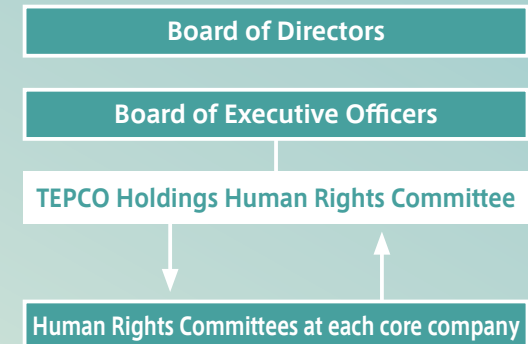 Board of Directors
Board of Executive Officers
TEPCO Holdings Human Rights Committee
Human Rights Committees at each core company